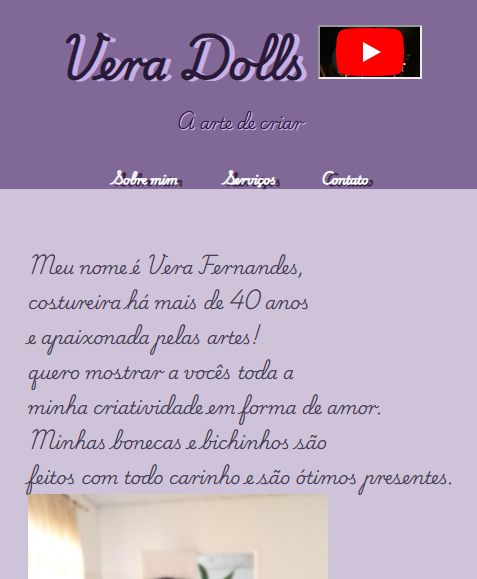 Vera Dolls
A arte de criar
Sobre mim
Serviços
Contato
Meu nome é Vera Fernandes,
costureira há mais de 40 anos
e apaixonada pelas artes!
quero mostrar a vocês toda a
minha criatividade em forma de amor.
Minhas bonecas e bichinhos são
feitos com todo carinho e são ótimos presentes.